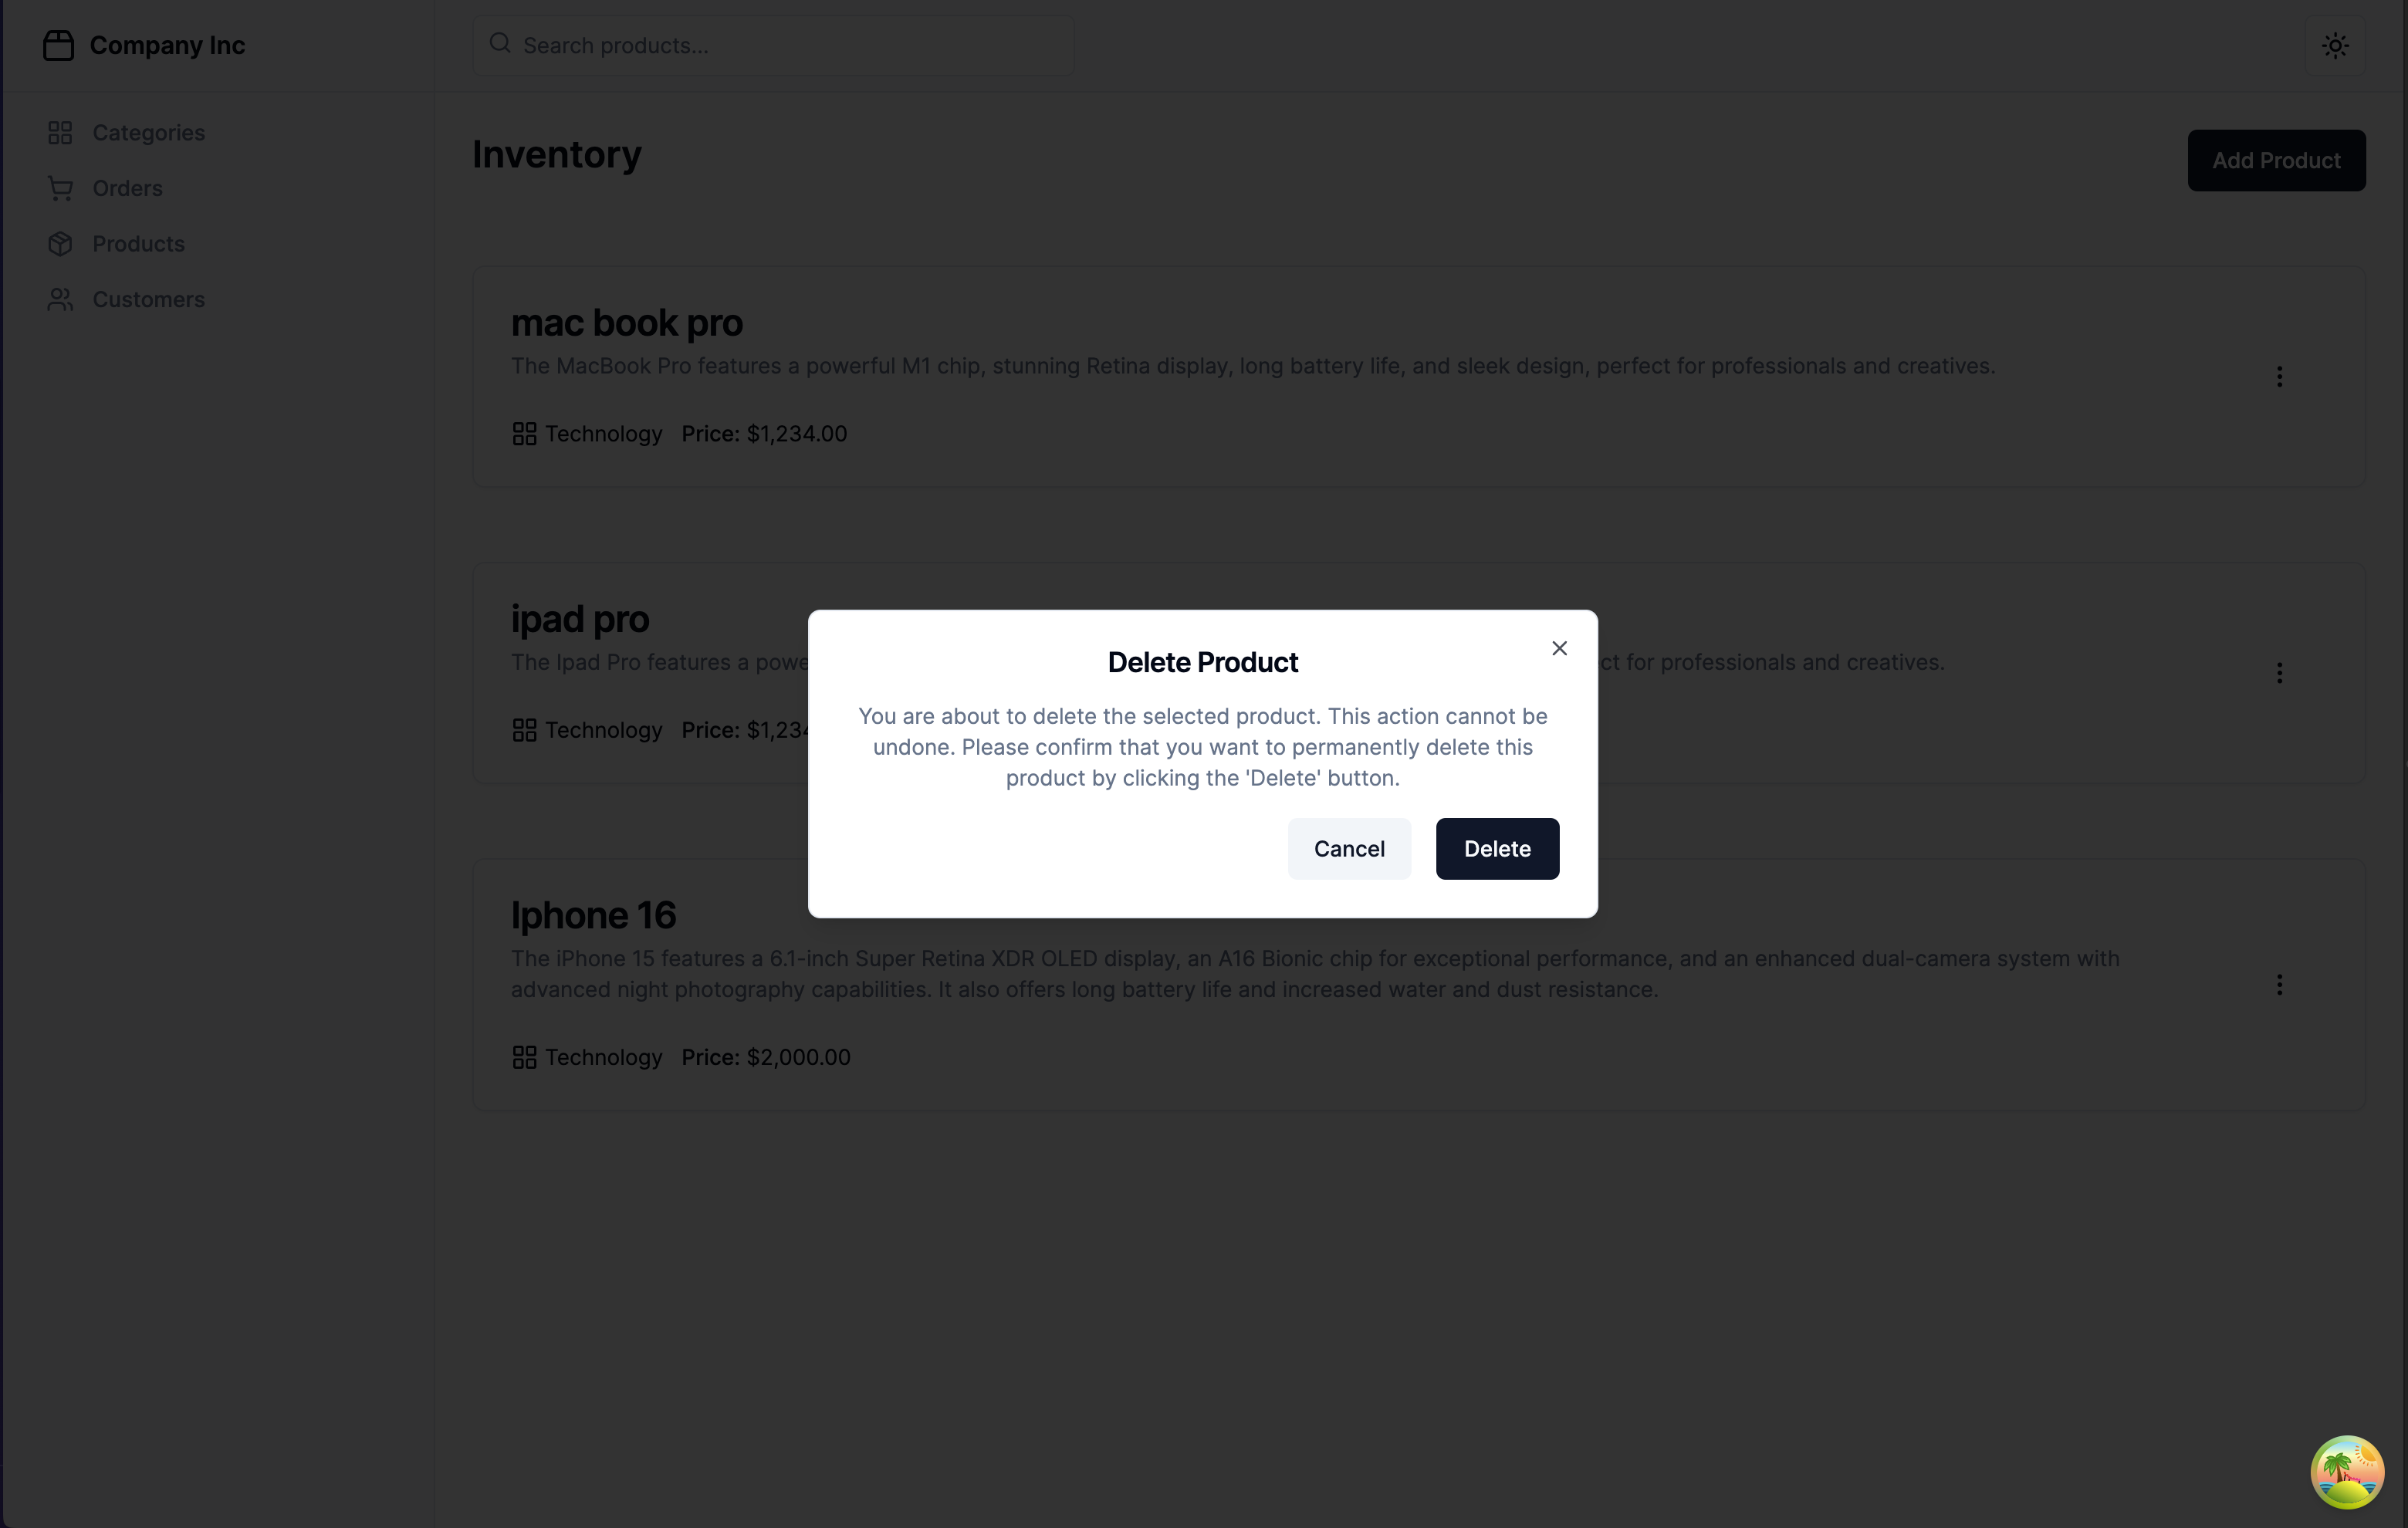 Company Inc
Search products...
Categories
Orders
Products
Customers
Inventory
Add Product
mac book pro
The MacBook Pro features a powerful M1 chip, stunning Retina display, long battery life, and sleek design, perfect for professionals and creatives.
Technology Price: $1,234.00
ipad pro
The Ipad Pro features a ct for professionals and creatives.
Technology Price:
Delete Product
You are about to delete the selected product. This action cannot be
undone. Please confirm that you want to permanently delete this
product by clicking the 'Delete' button.
Cancel
Delete
Iphone 16
The iPhone 15 features a 6.1-inch Super Retina XDR OLED display, an A16 Bionic chip for exceptional performance, and an enhanced dual-camera system with
advanced night photography capabilities. It also offers long battery life and increased water and dust resistance.
Technology Price: $2,000.00